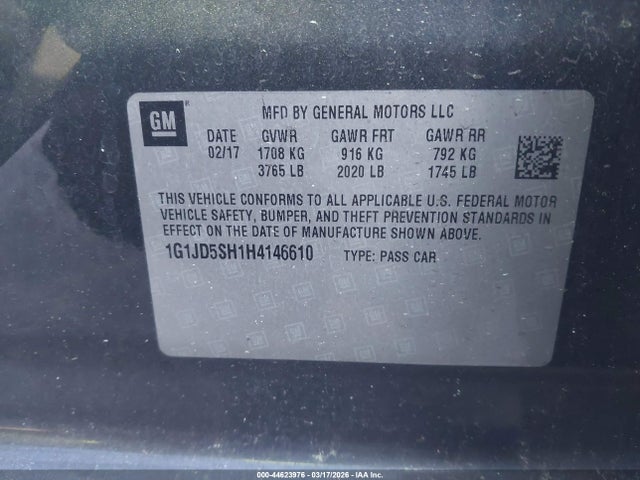 GM ®
MFD BY GENERAL MOTORS LLC
DATE GVWR GAWR FRT GAWR RR
02/17 1708 KG 916 KG 792 KG
3765 LB 2020 LB 1745 LB
THIS VEHICLE CONFORMS TO ALL APPLICABLE U.S. FEDERAL MOTOR
VEHICLE SAFETY, BUMPER, AND THEFT PREVENTION STANDARDS IN
EFFECT ON THE DATE OF MANUFACTURE SHOWN ABOVE.
1G1JD5SH1H4146610 TYPE: PASS CAR
000-44623976 - 03/17/2026 - IAA Inc.